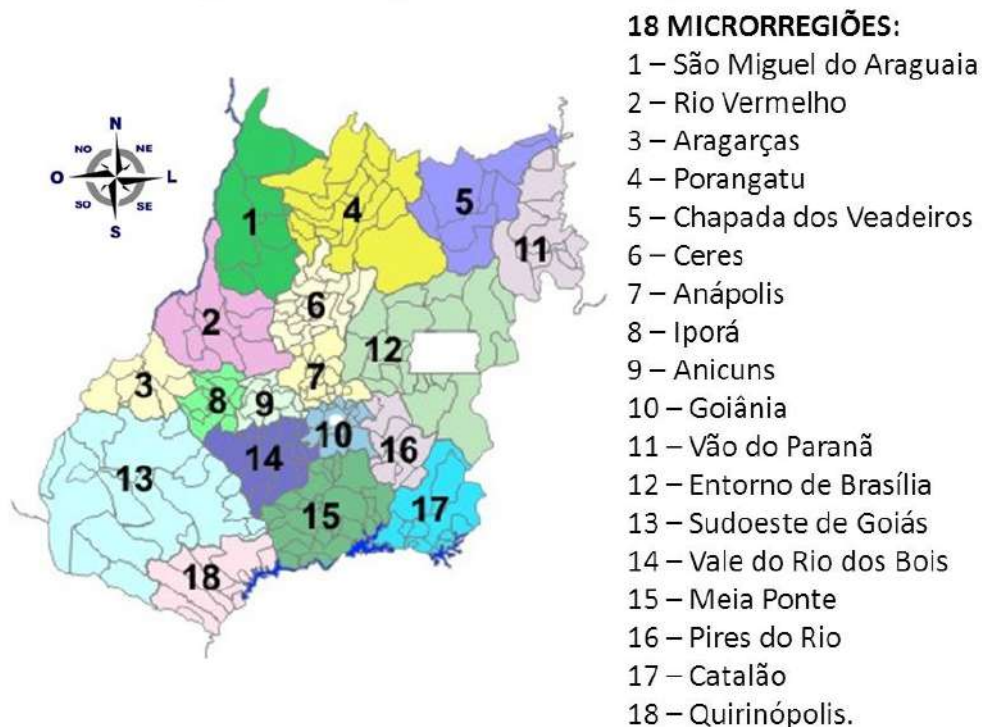 18 MICRORREGIÕES:
1 – São Miguel do Araguaia
2 – Rio Vermelho
3 – Aragarças
4 – Porangatu
5 – Chapada dos Veadeiros
6 – Ceres
7 – Anápolis
8 – Iporá
9 – Anicuns
10 – Goiânia
11 – Vão do Paranã
12 – Entorno de Brasília
13 – Sudoeste de Goiás
14 – Vale do Rio dos Bois
15 – Meia Ponte
16 – Pires do Rio
17 – Catalão
18 – Quirinópolis.
N
NO NE
O L
SO SE
S
1
4
5
11
2
6
12
3
7
8
9
10
16
14
13
15
17
18